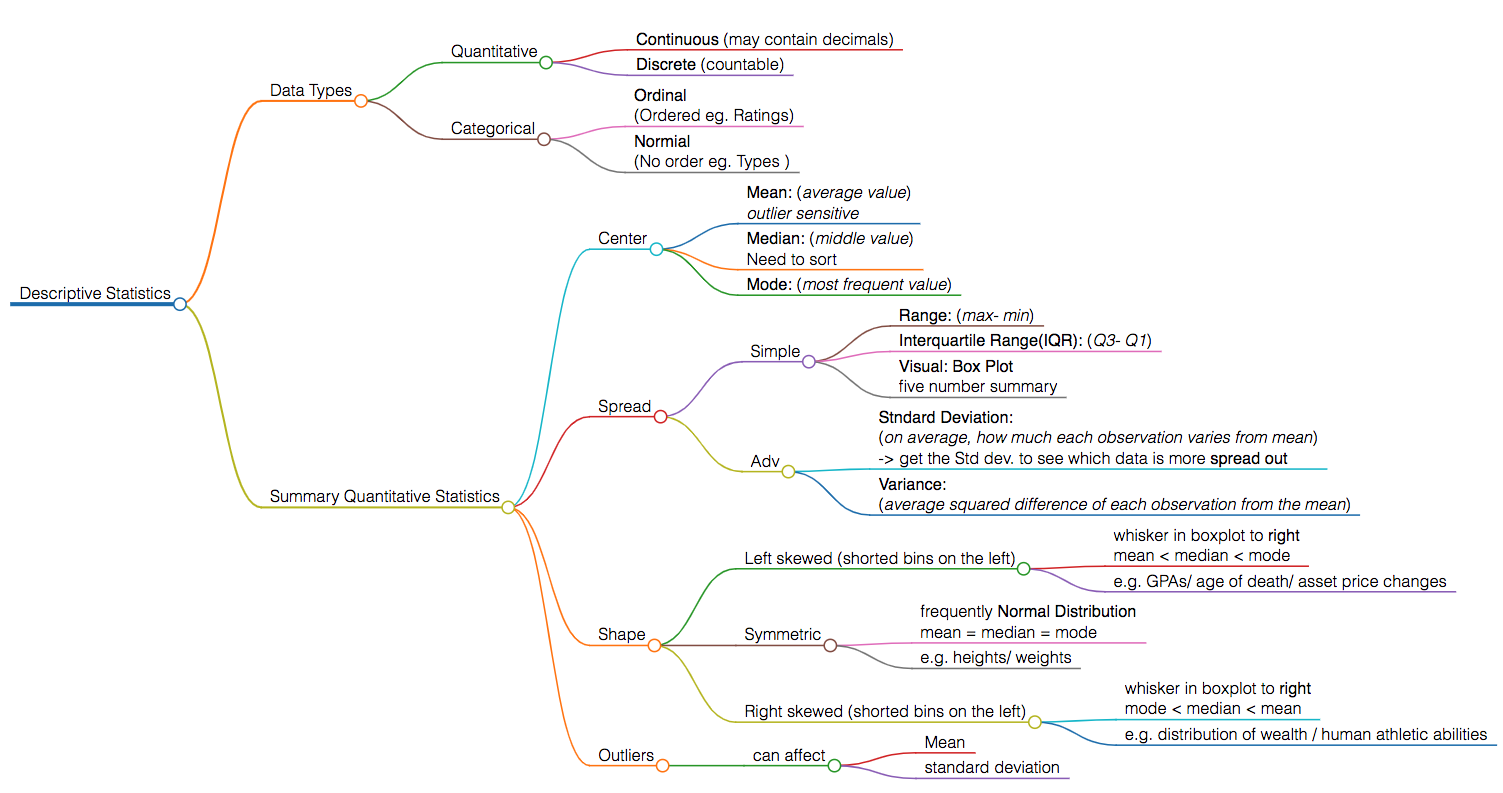 Descriptive Statistics
Data Types
Quantitative
Continuous (may contain decimals)
Discrete (countable)
Categorical
Ordinal
(Ordered eg. Ratings)
Normial
(No order eg. Types )
Summary Quantitative Statistics
Center
Mean: (average value)
outlier sensitive
Median: (middle value)
Need to sort
Mode: (most frequent value)
Spread
Simple
Range: (max- min)
Interquartile Range(IQR): (Q3- Q1)
Visual: Box Plot
five number summary
Adv
Stndard Deviation:
(on average, how much each observation varies from mean)
-> get the Std dev. to see which data is more spread out
Variance:
(average squared difference of each observation from the mean)
Shape
Left skewed (shorted bins on the left)
whisker in boxplot to right
mean < median < mode
e.g. GPAs/ age of death/ asset price changes
Symmetric
frequently Normal Distribution
mean = median = mode
e.g. heights/ weights
Right skewed (shorted bins on the left)
whisker in boxplot to right
mode < median < mean
e.g. distribution of wealth / human athletic abilities
Outliers
can affect
Mean
standard deviation